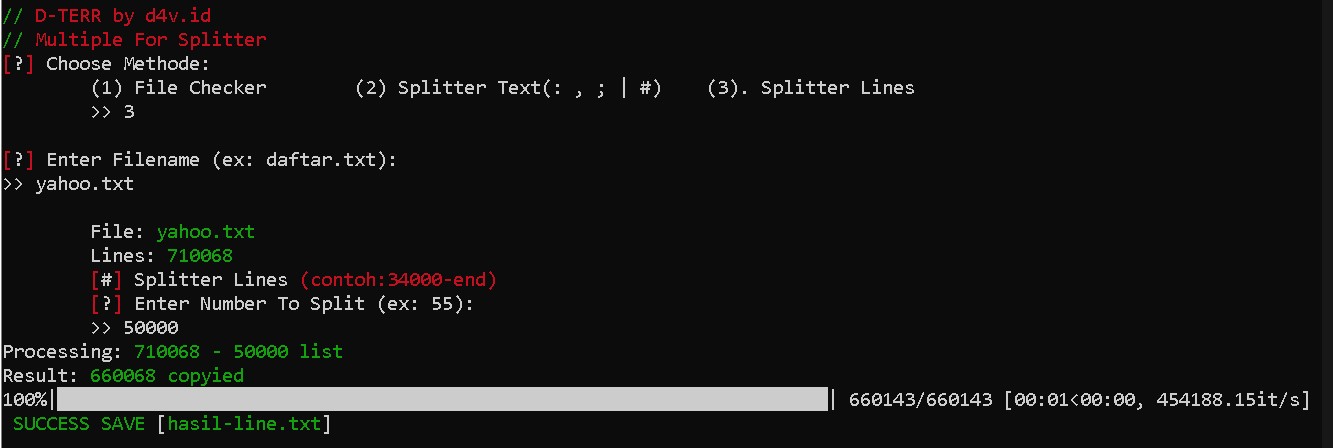 // D-TERR by d4v.id
// Multiple For Splitter
[?] Choose Methode:
(1) File Checker (2) Splitter Text(: , ; | #) (3). Splitter Lines
>> 3
[?] Enter Filename (ex: daftar.txt):
>> yahoo.txt
File: yahoo.txt
Lines: 710068
[#] Splitter Lines (contoh:34000-end)
[?] Enter Number To Split (ex: 55):
>> 50000
Processing: 710068 - 50000 list
Result: 660068 copyied
100%| | 660143/660143 [00:01<00:00, 454188.15it/s]
SUCCESS SAVE [hasil-line.txt]